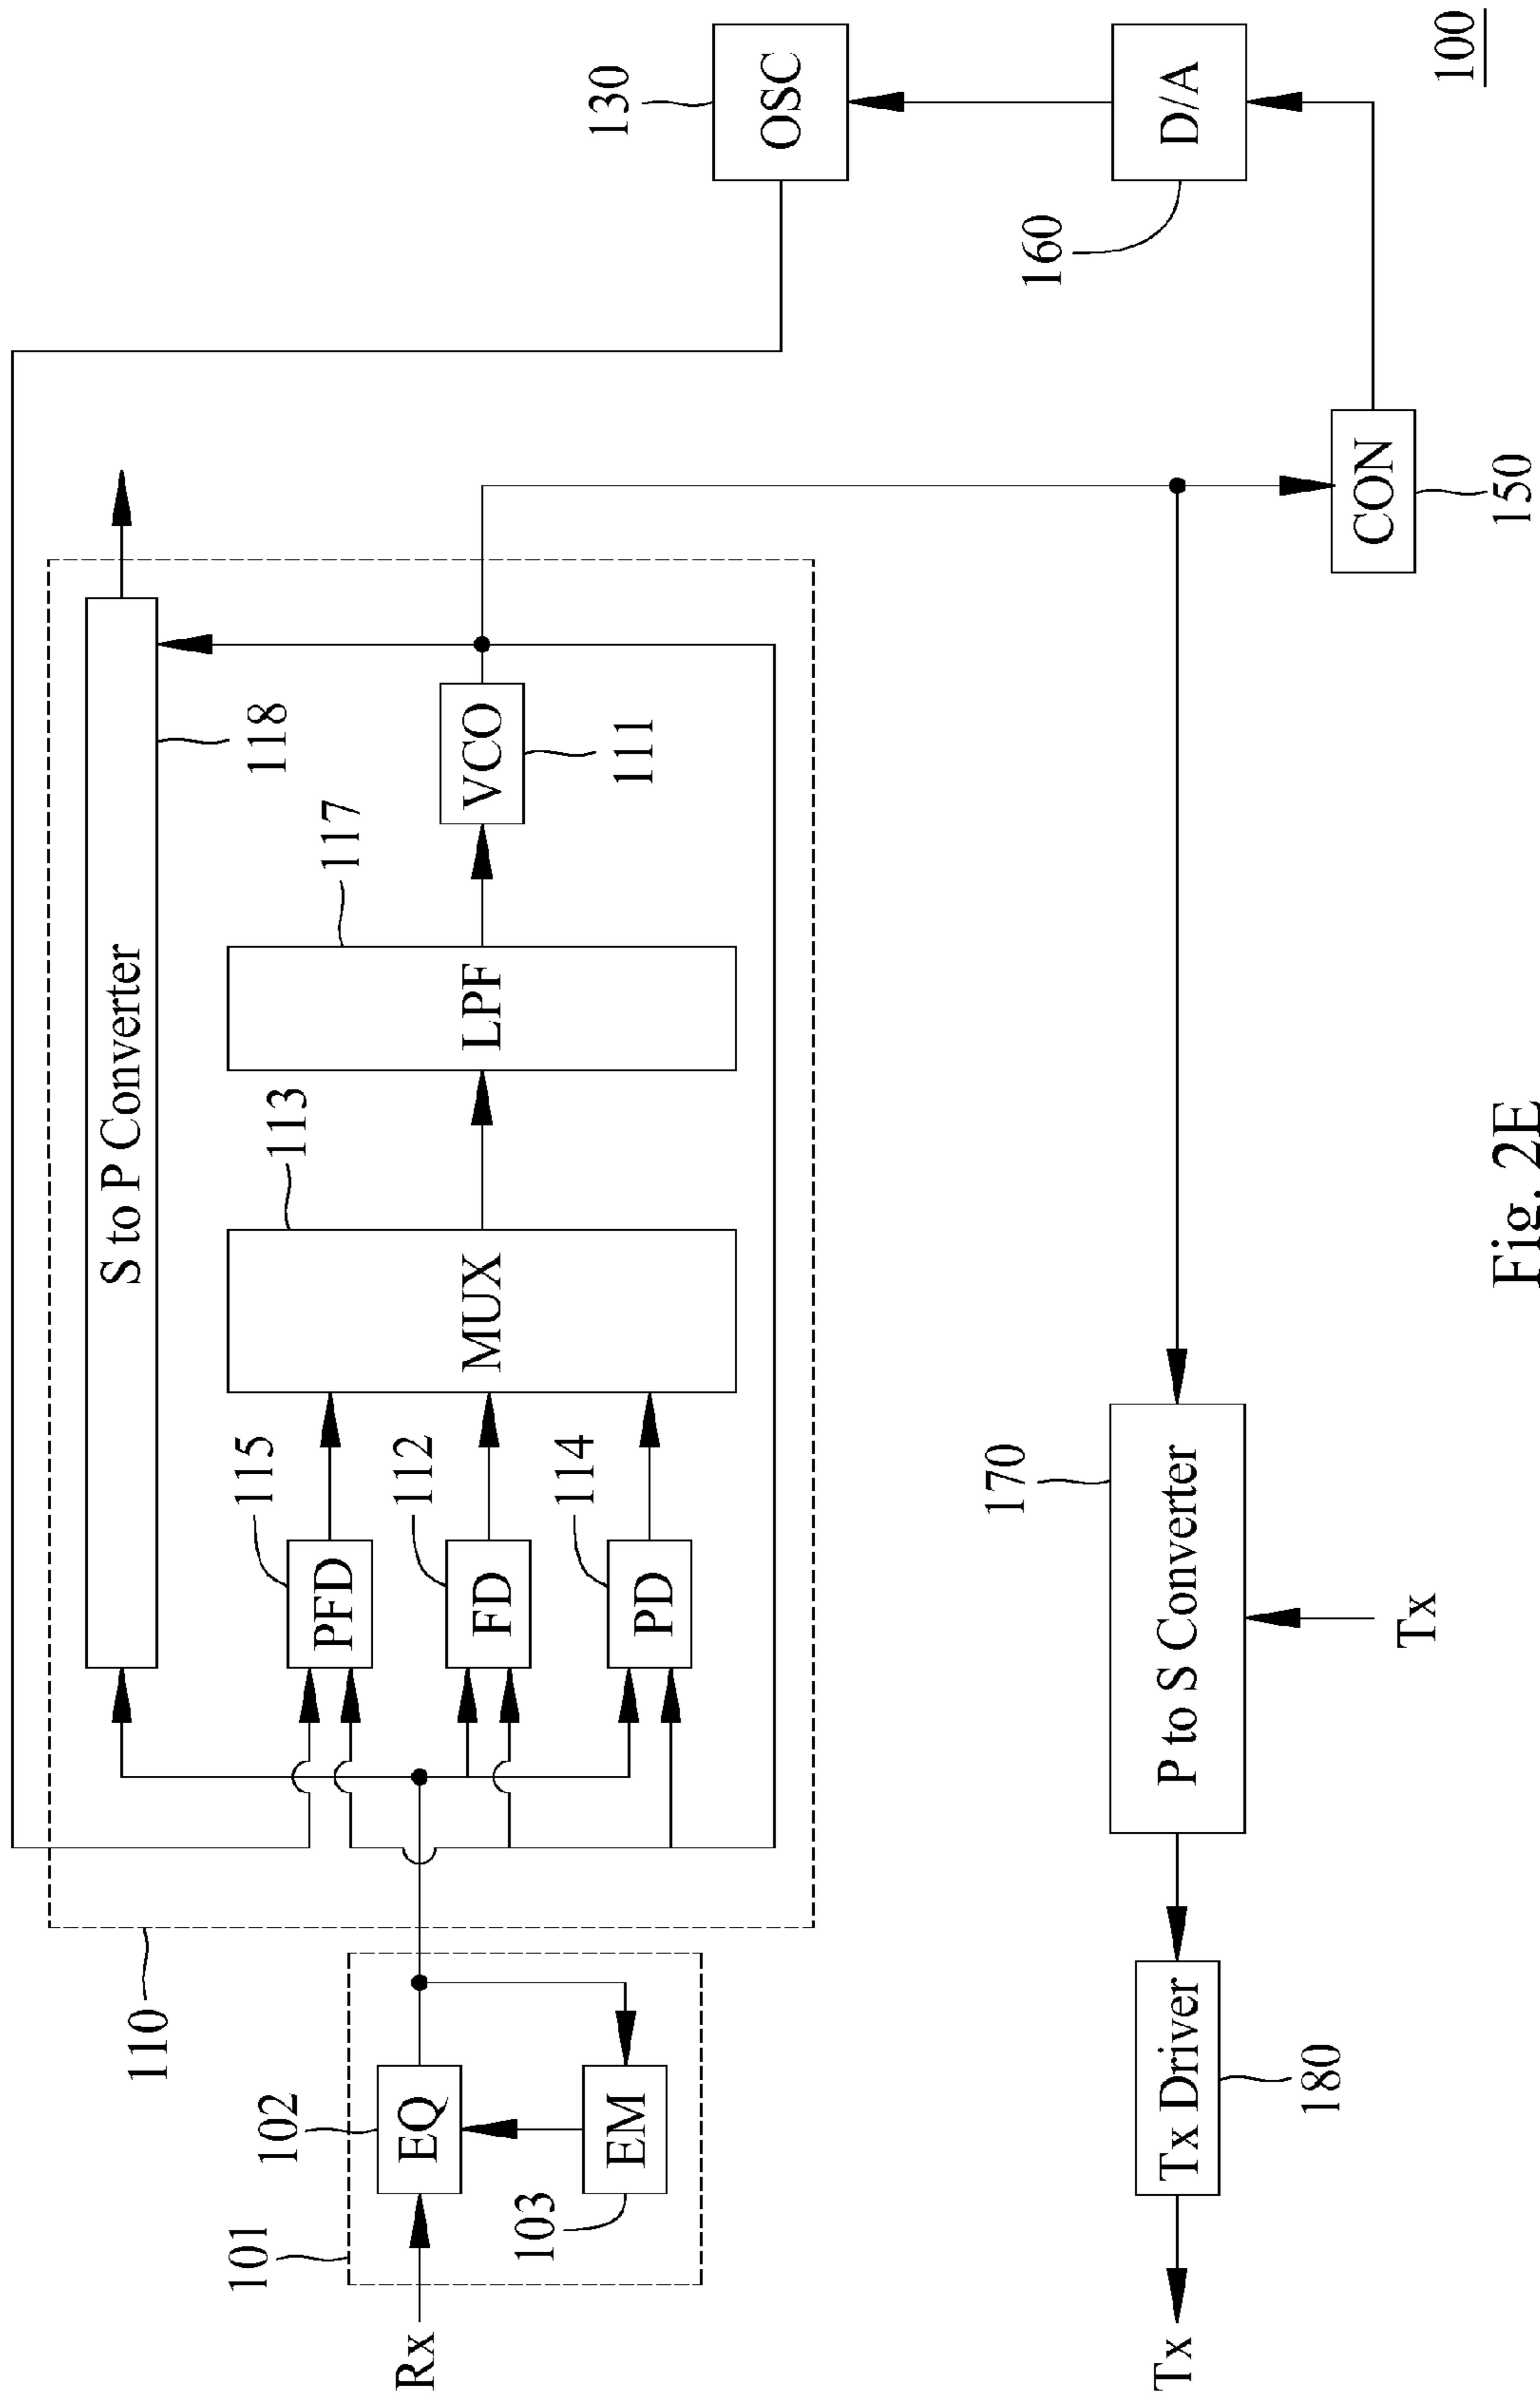 S to P Converter
118
130
OSC
115
PFD
113
MUX
117
LPF
VCO
111
112
FD
114
PD
110
102
EQ
101
103
EM
Rx
160
D/A
170
P to S Converter
CON
150
Tx Driver
180
Tx
Tx
100
Fig. 2E